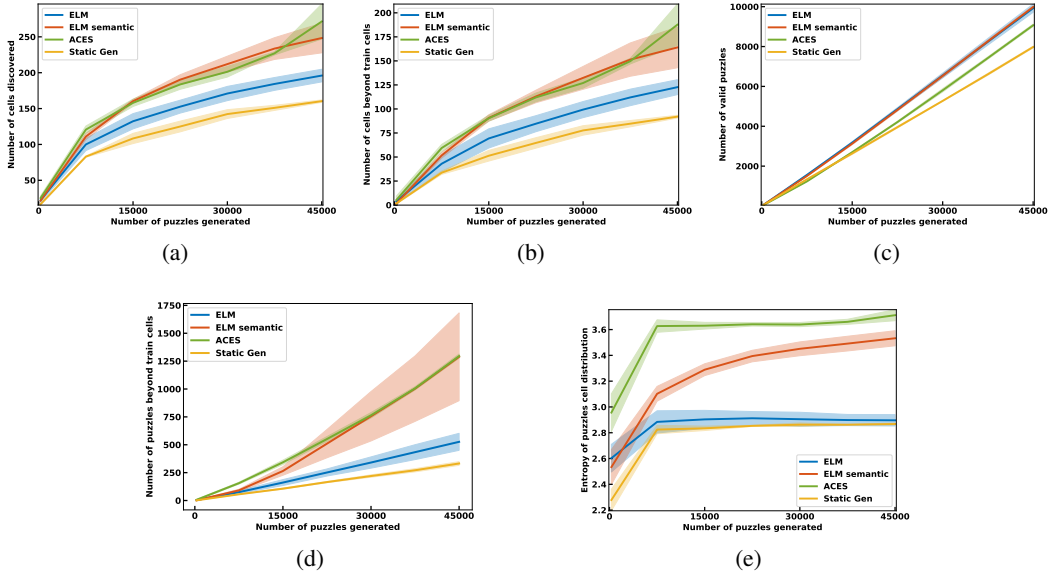 Number of cells discovered
250
200
150
100
50
0
15000
30000
45000
Number of puzzles generated
ELM
ELM semantic
ACES
Static Gen
(a)
Number of cells beyond train cells
200
175
150
125
100
75
50
25
0
0
15000
30000
45000
Number of puzzles generated
ELM
ELM semantic
ACES
Static Gen
(b)
Number of valid puzzles
10000
8000
6000
4000
2000
0
15000
30000
45000
Number of puzzles generated
ELM
ELM semantic
ACES
Static Gen
(c)
Number of puzzles beyond train cells
1750
1500
1250
1000
750
500
250
0
0
15000
30000
45000
Number of puzzles generated
ELM
ELM semantic
ACES
Static Gen
(d)
Entropy of puzzles cell distribution
3.6
3.4
3.2
3.0
2.8
2.6
2.4
2.2
0
15000
30000
45000
Number of puzzles generated
ELM
ELM semantic
ACES
Static Gen
(e)